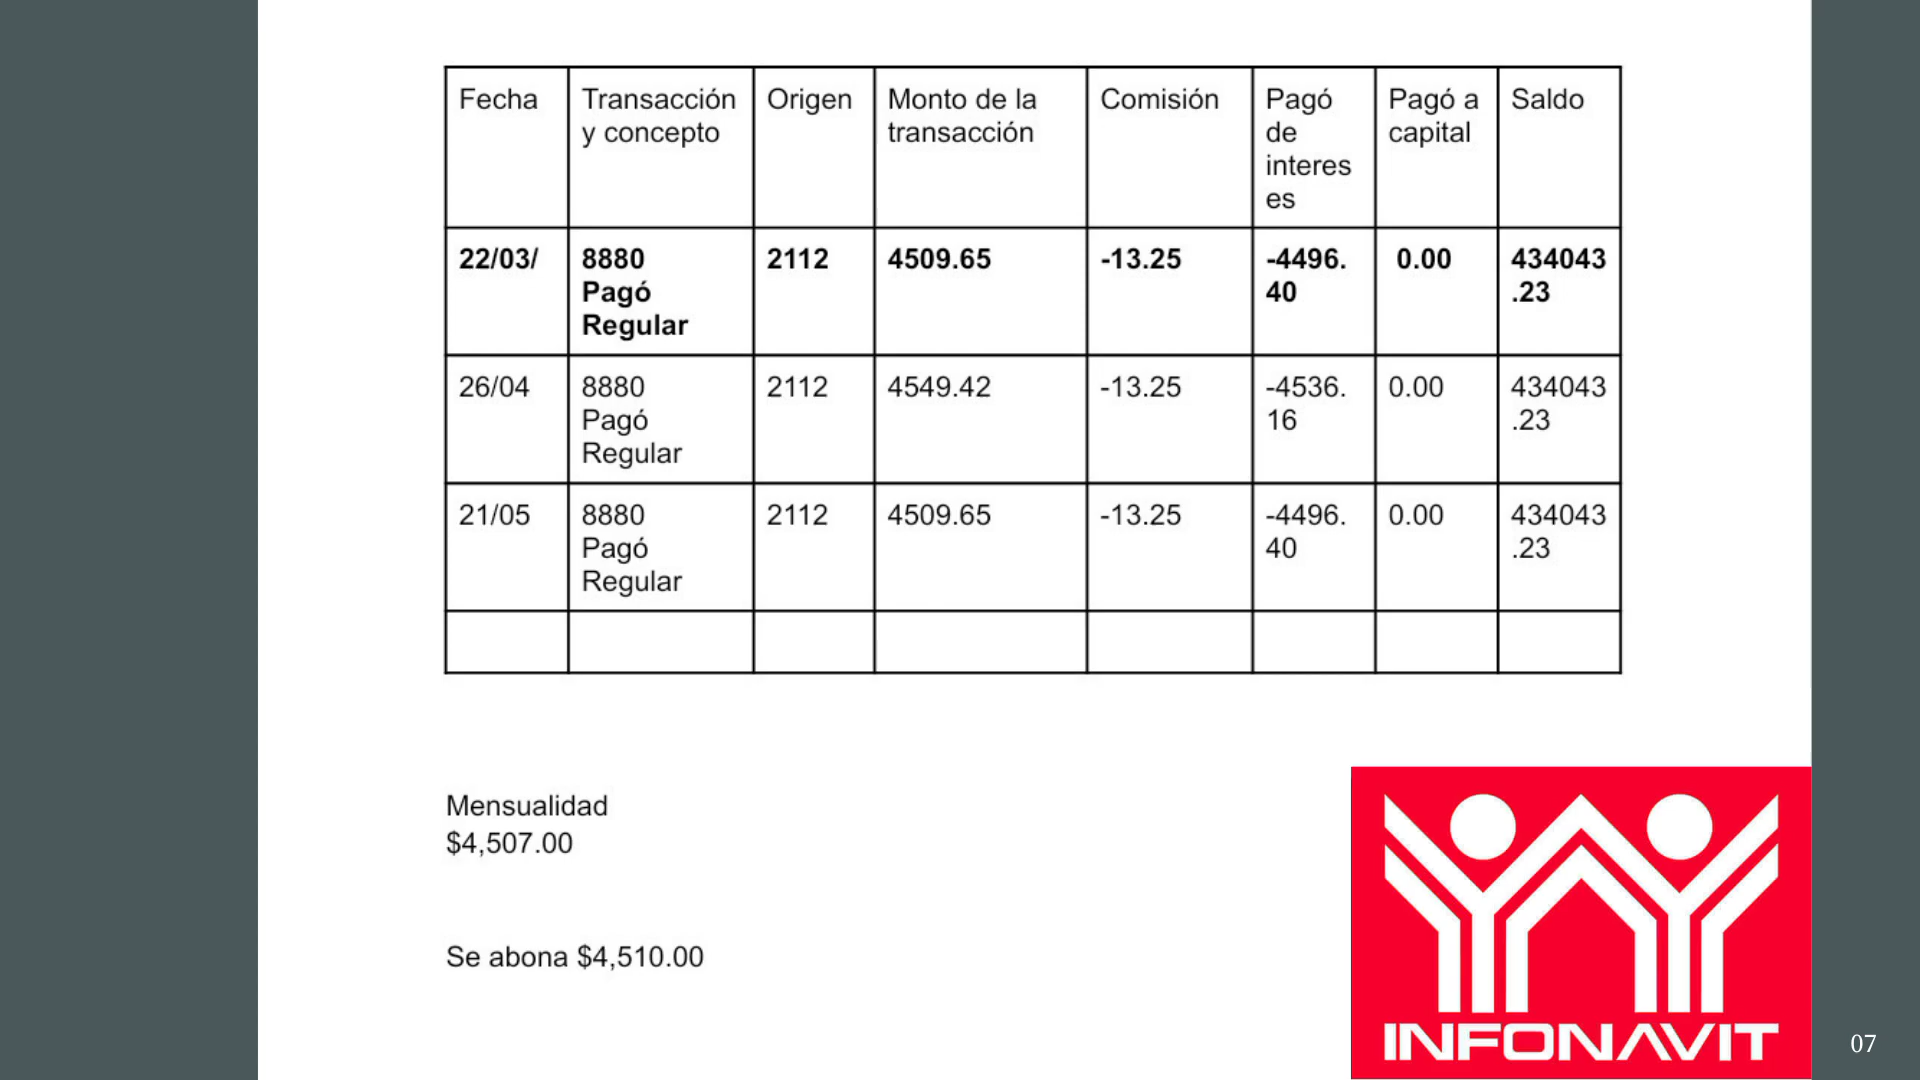 Fecha
Transacción
y concepto
Origen
Monto de la
transacción
Comisión
Pagó
de
interes
es
Pagó a
capital
Saldo
22/03/
8880
Pagó
Regular
2112
4509.65
-13.25
-4496.
40
0.00
434043
.23
26/04
8880
Pagó
Regular
2112
4549.42
-13.25
-4536.
16
0.00
434043
.23
21/05
8880
Pagó
Regular
2112
4509.65
-13.25
-4496.
40
0.00
434043
.23
Mensualidad
$4,507.00
Se abona $4,510.00
INFONAVIT
07